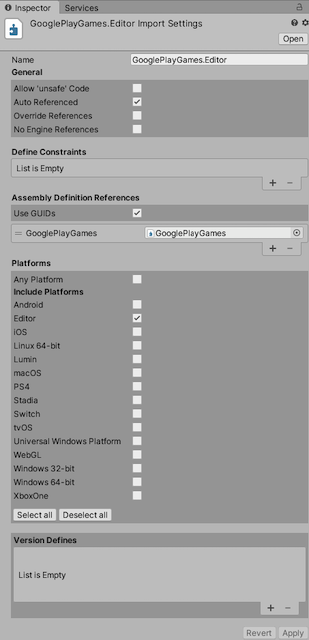 Inspector Services
GooglePlayGames.Editor Import Settings
Open
Name GooglePlayGames.Editor
General
Allow 'unsafe' Code
Auto Referenced
Override References
No Engine References
Define Constraints
List is Empty
+ −
Assembly Definition References
Use GUIDs
GooglePlayGames GooglePlayGames
+ −
Platforms
Any Platform
Include Platforms
Android
Editor
iOS
Linux 64-bit
Lumin
macOS
PS4
Stadia
Switch
tvOS
Universal Windows Platform
WebGL
Windows 32-bit
Windows 64-bit
XboxOne
Select all Deselect all
Version Defines
List is Empty
+ −
Revert Apply